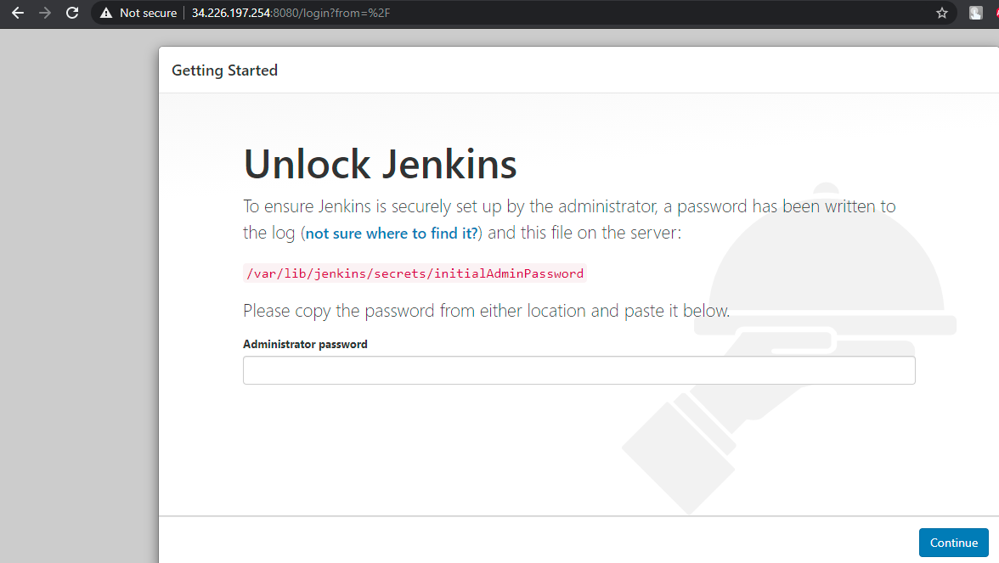 Not secure 34.226.197.254:8080/login?from=%2F
Getting Started
Unlock Jenkins
To ensure Jenkins is securely set up by the administrator, a password has been written to
the log (not sure where to find it?) and this file on the server:
/var/lib/jenkins/secrets/initialAdminPassword
Please copy the password from either location and paste it below.
Administrator password
Continue